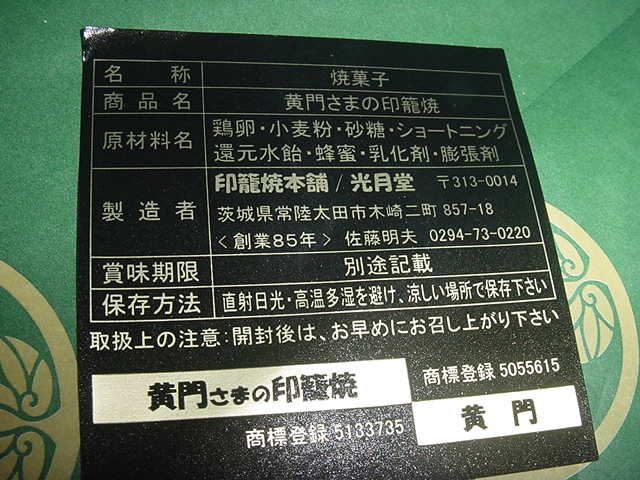 名称 焼菓子
商品名 黄門さまの印籠焼
原材料名 鶏卵・小麦粉・砂糖・ショートニング
還元水飴・蜂蜜・乳化剤・膨張剤
製造者 印籠焼本舗/光月堂 〒313-0014
茨城県常陸太田市木崎二町 857-18
<創業85年> 佐藤明夫 0294-73-0220
賞味期限 別途記載
保存方法 直射日光・高温多湿を避け、涼しい場所で保存下さい
取扱上の注意:開封後は、お早めにお召し上がり下さい
黄門さまの印籠焼
商標登録 5133735
商標登録 5055615
黄門